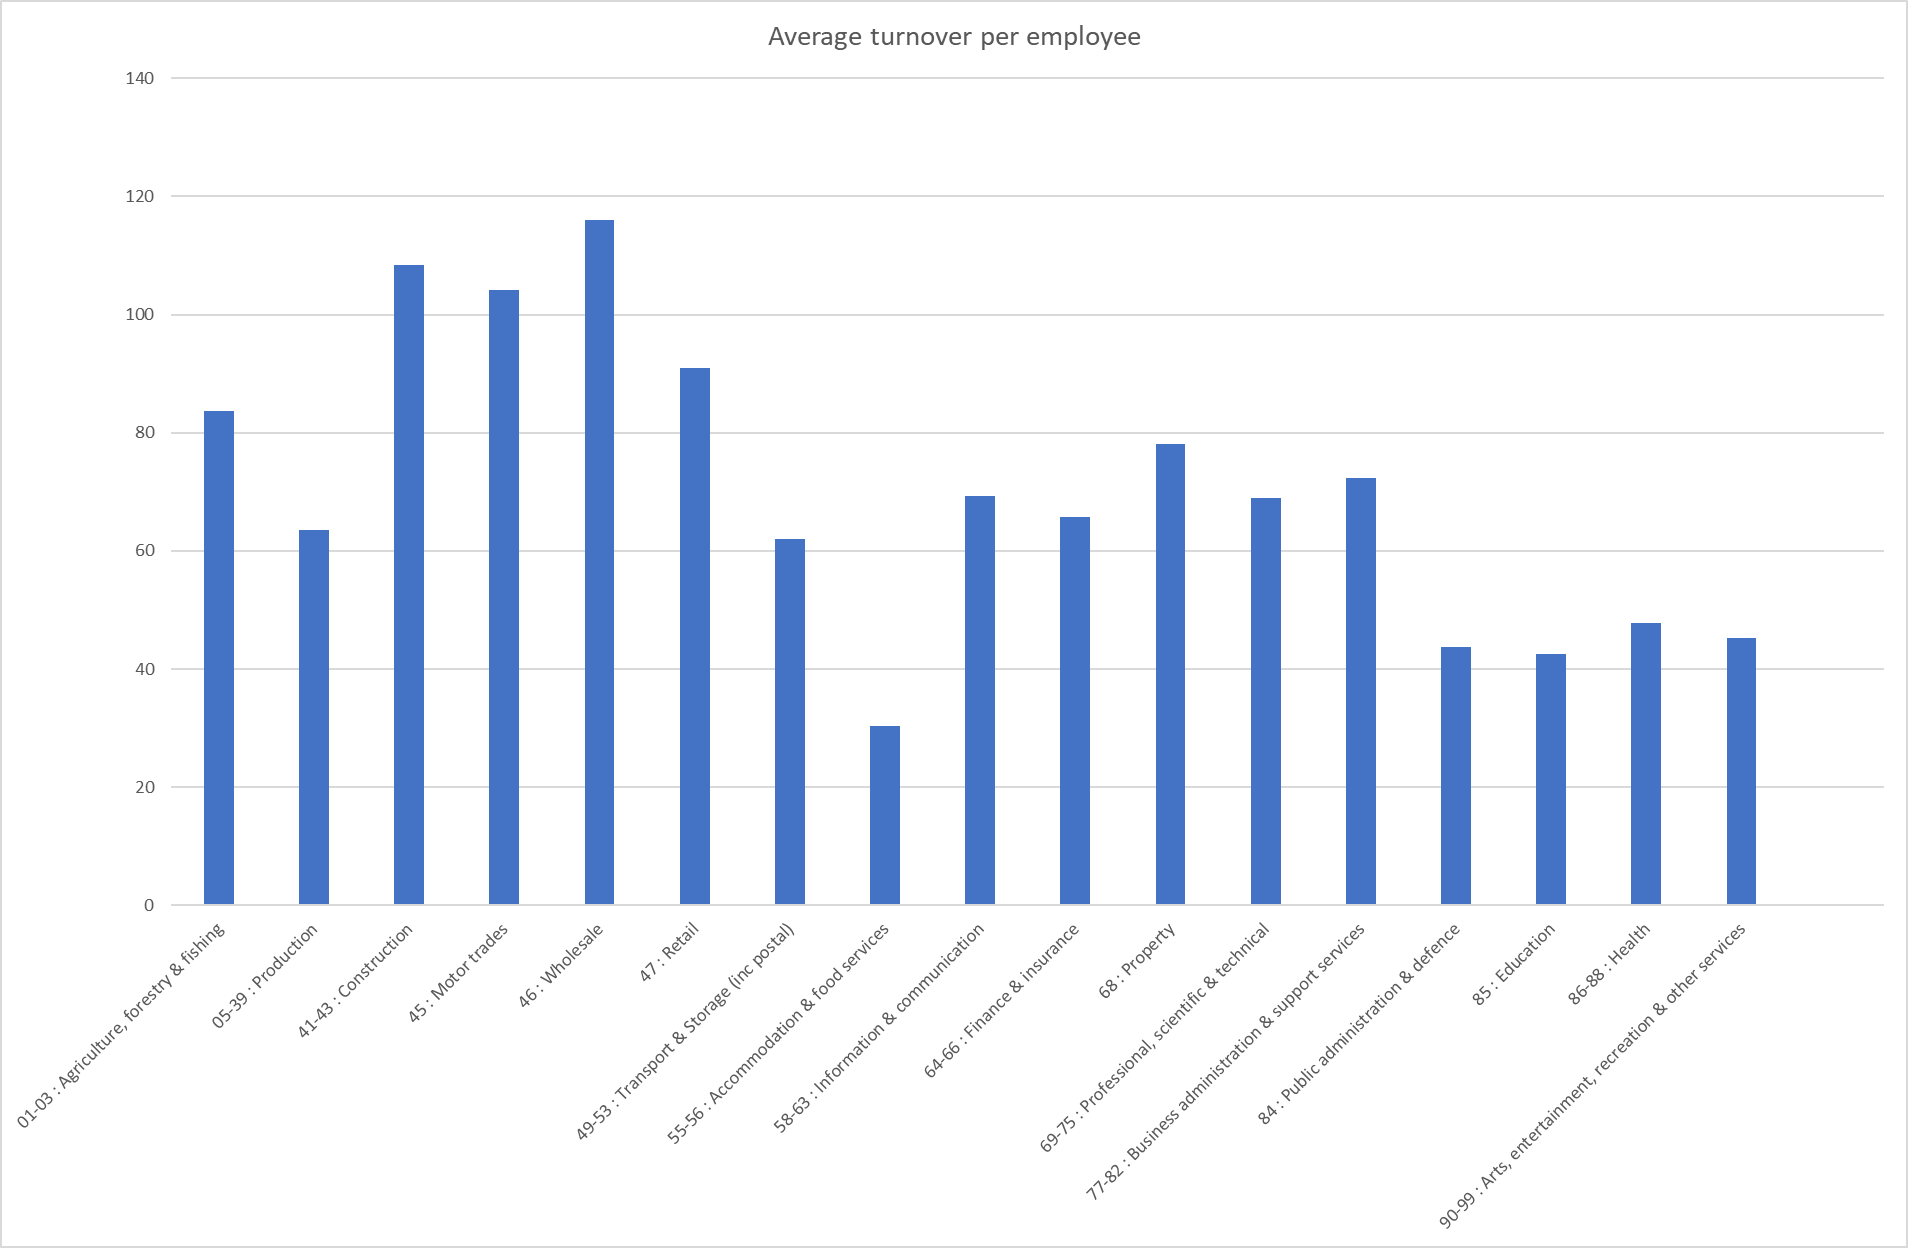 Average turnover per employee
140
120
100
80
60
40
20
0
01-03 : Agriculture, forestry & fishing
05-39 : Production
41-43 : Construction
45 : Motor trades
46 : Wholesale
47 : Retail
49-53 : Transport & Storage (inc postal)
55-56 : Accommodation & food services
58-63 : Information & communication
64-66 : Finance & insurance
68 : Property
69-75 : Professional, scientific & technical
77-82 : Business administration & support services
84 : Public administration & defence
85 : Education
86-88 : Health
90-99 : Arts, entertainment, recreation & other services